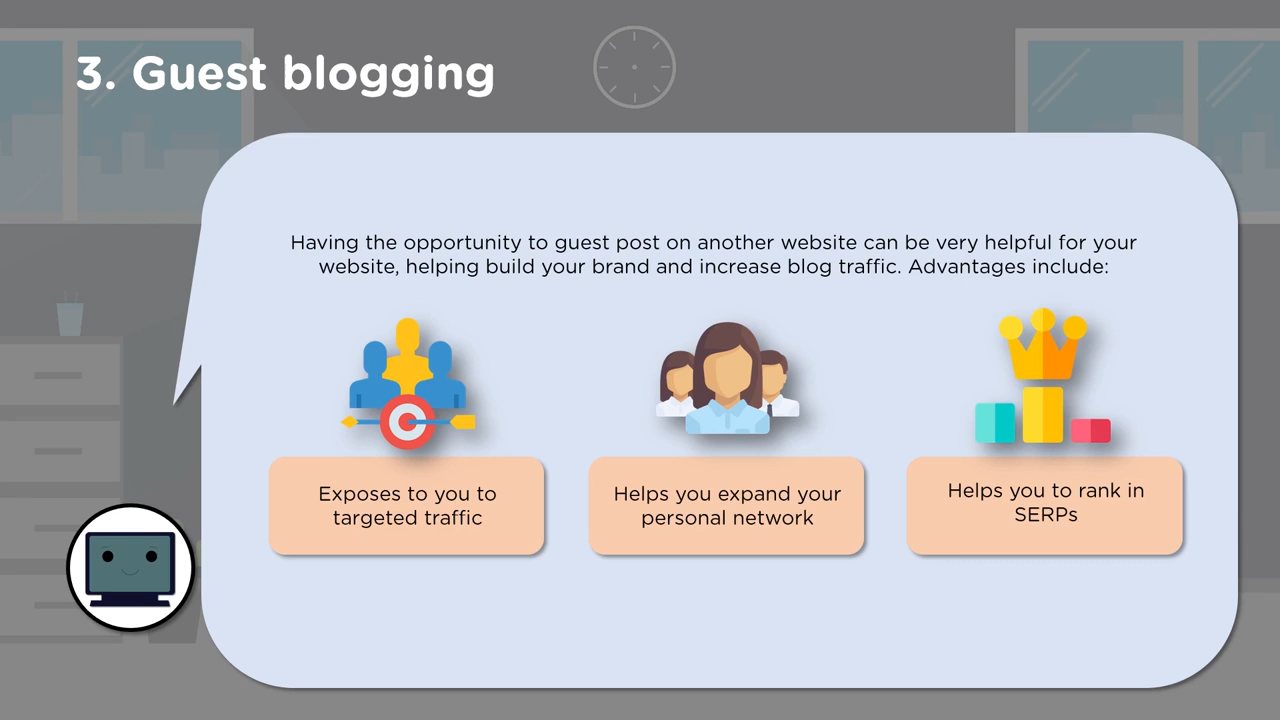 3. Guest blogging
Having the opportunity to guest post on another website can be very helpful for your
website, helping build your brand and increase blog traffic. Advantages include:
Exposes to you to
targeted traffic
Helps you expand your
personal network
Helps you to rank in
SERPs